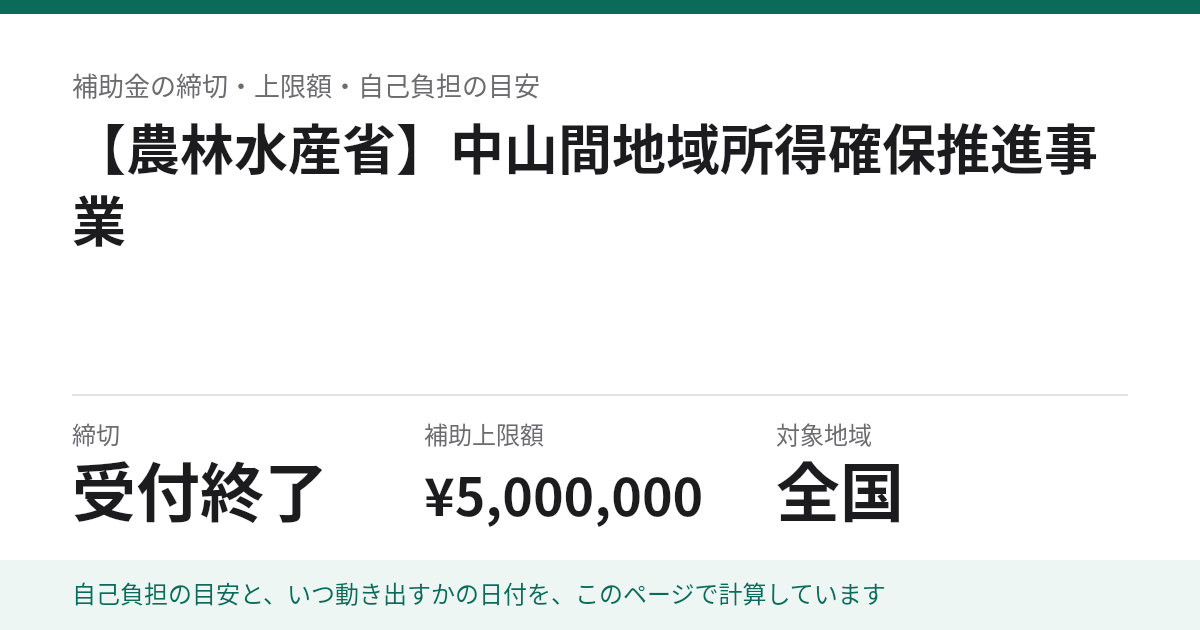 補助金の締切・上限額・自己負担の目安
【農林水産省】中山間地域所得確保推進事
業
締切
補助上限額
対象地域
受付終了
¥5,000,000
全国
自己負担の目安と、いつ動き出すかの日付を、このページで計算しています